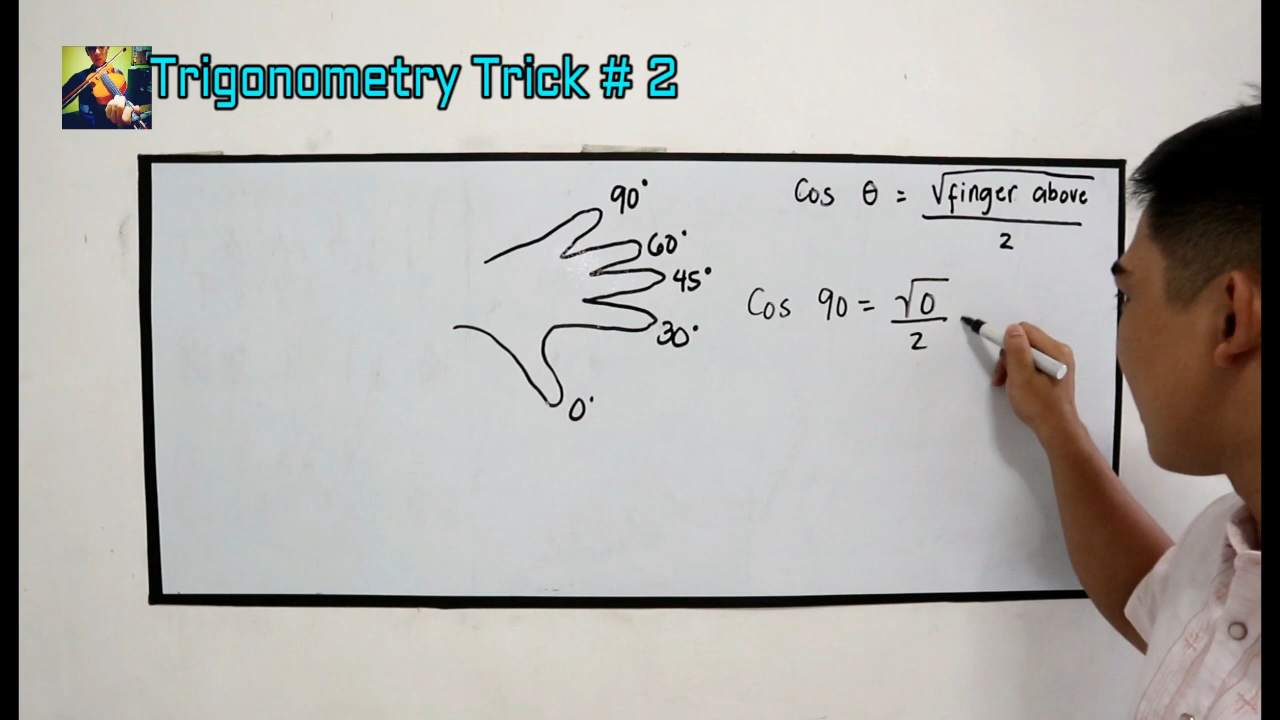 Trigonometry Trick # 2
90°
60°
45°
30°
0°
Cos θ = √finger above
2
Cos 90 = √0
2